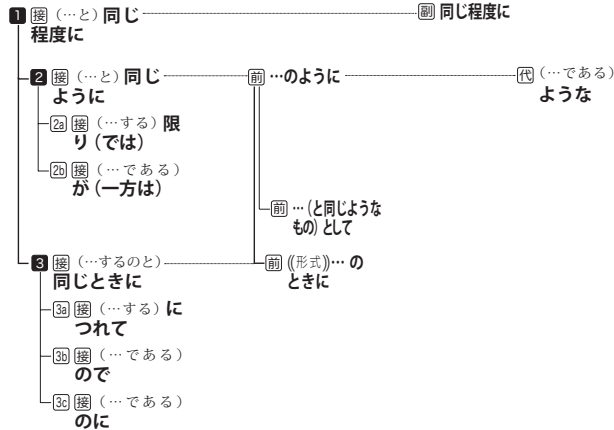 1 接 (…と) 同じ 副 同じ程度に
程度に
2 接 (…と) 同じ 前 …のように 代 (…である)
ように ような
2a 接 (…する) 限
り (では)
2b 接 (…である)
が (一方は)
前 … (と同じような
もの) として
3 接 (…するのと) 前 ((形式))… の
同じときに ときに
3a 接 (…する) に
つれて
3b 接 (…である)
ので
3c 接 (…である)
のに